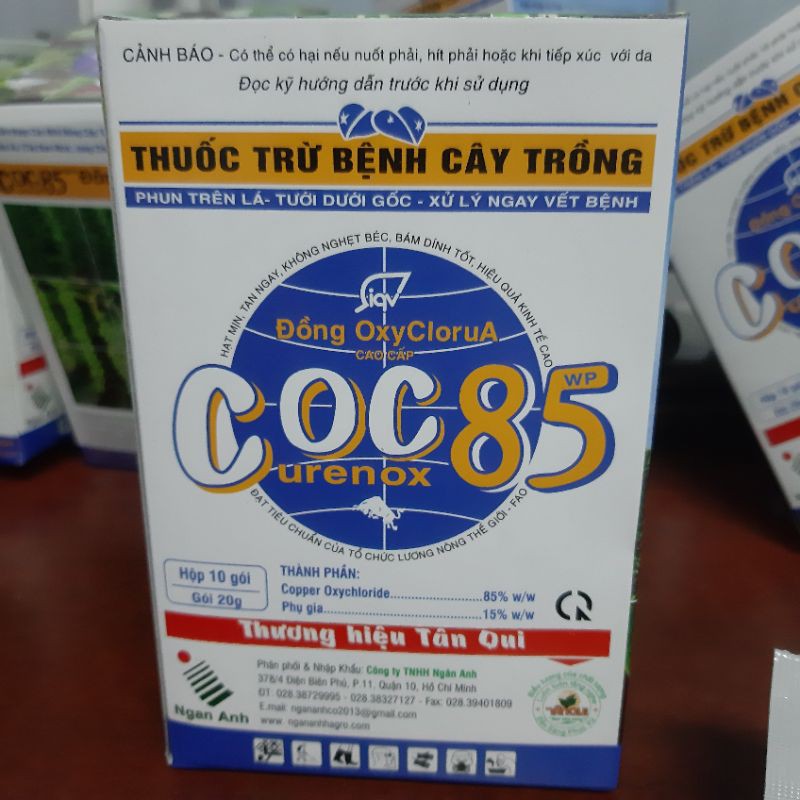 CẢNH BÁO - Có thể có hại nếu nuốt phải, hít phải hoặc khi tiếp xúc với da
Đọc kỹ hướng dẫn trước khi sử dụng
THUỐC TRỪ BỆNH CÂY TRỒNG
PHUN TRÊN LÁ- TƯỚI DƯỚI GỐC - XỬ LÝ NGAY VẾT BỆNH
HẠT MỊN, TAN NGAY, KHÔNG NGHẸT BÉC, BÁM DÍNH TỐT, HIỆU QUẢ KINH TẾ CAO
iqv
Đồng OxyCloruA
CAO CẤP
COC 85 WP
Curenox
ĐẠT TIÊU CHUẨN CỦA TỔ CHỨC LƯƠNG NÔNG THẾ GIỚI - FAO
Hộp 10 gói
Gói 20g
THÀNH PHẦN:
Copper Oxychloride.......................85% w/w
Phụ gia.......................................15% w/w
Thương hiệu Tân Qui
Phân phối & Nhập Khẩu: Công ty TNHH Ngân Anh
378/4 Diện Biên Phủ, P.11, Quận 10, Hồ Chí Minh
ĐT: 028.38729995 - 028.38327127 - Fax: 028.39401809
E.mail: ngananhco2013@gmail.com
www. ngananhagro.com
Ngan Anh